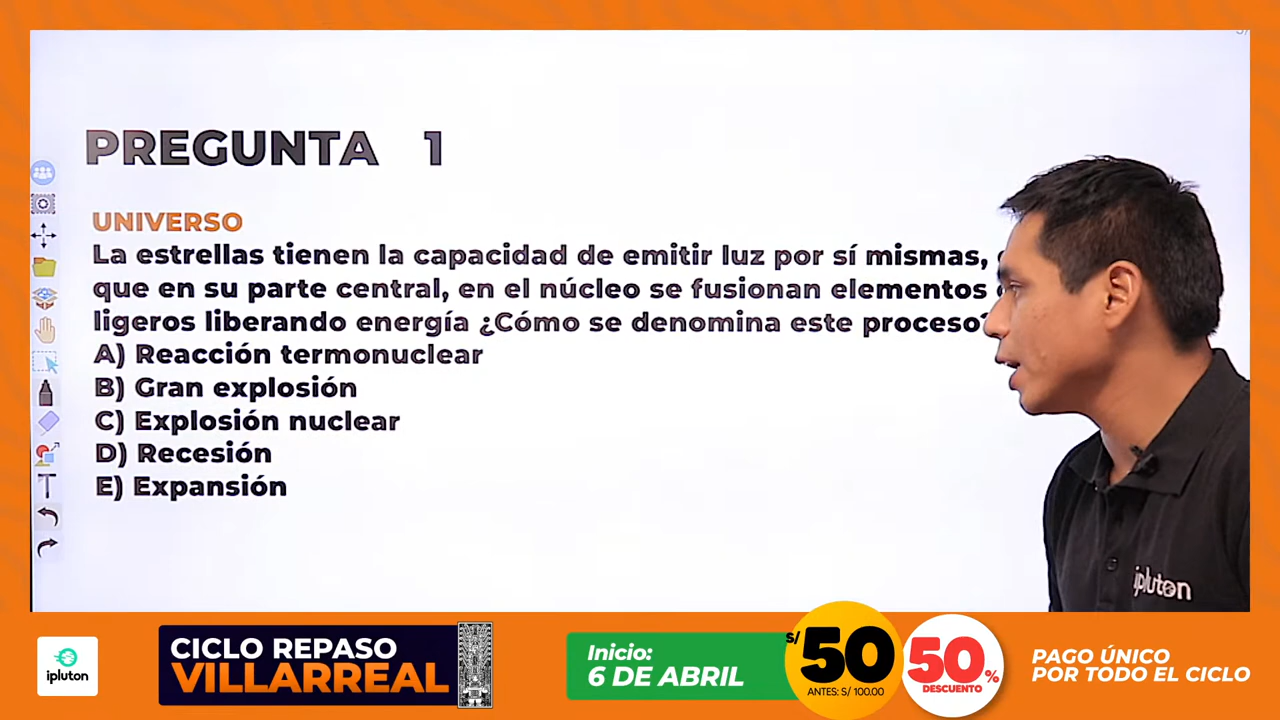 PREGUNTA 1
UNIVERSO
La estrellas tienen la capacidad de emitir luz por sí mismas,
que en su parte central, en el núcleo se fusionan elementos
ligeros liberando energía ¿Cómo se denomina este proceso?
A) Reacción termonuclear
B) Gran explosión
C) Explosión nuclear
D) Recesión
E) Expansión
ipluton
ipluton
CICLO REPASO
VILLARREAL
Inicio:
6 DE ABRIL
S/ 50
ANTES: S/ 100.00
50%
DESCUENTO
PAGO ÚNICO
POR TODO EL CICLO